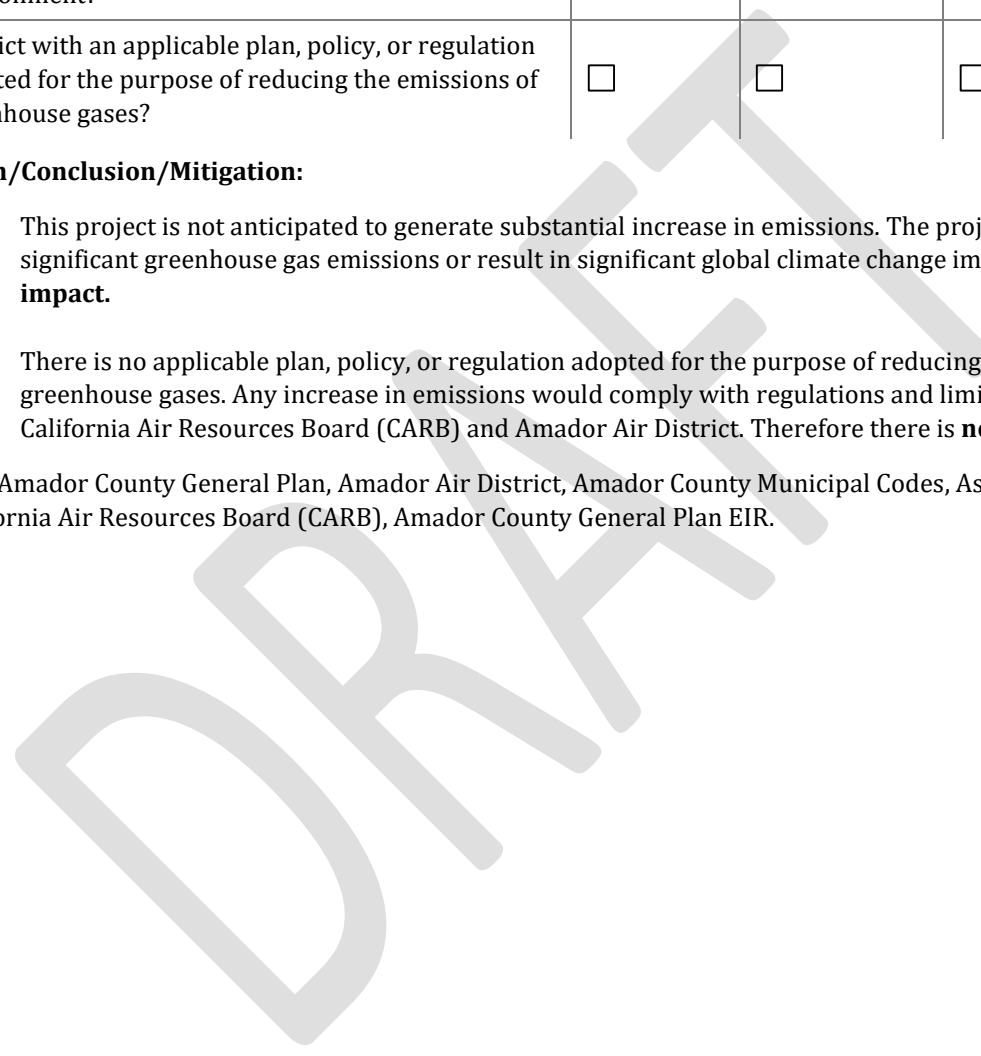 ict with an applicable plan, policy, or regulation
ted for the purpose of reducing the emissions of
house gases?
n/Conclusion/Mitigation:
This project is not anticipated to generate substantial increase in emissions. The proj
significant greenhouse gas emissions or result in significant global climate change im
impact.
There is no applicable plan, policy, or regulation adopted for the purpose of reducing
greenhouse gases. Any increase in emissions would comply with regulations and limi
California Air Resources Board (CARB) and Amador Air District. Therefore there is
Amador County General Plan, Amador Air District, Amador County Municipal Codes, As
ornia Air Resources Board (CARB), Amador County General Plan EIR.
DRAFT